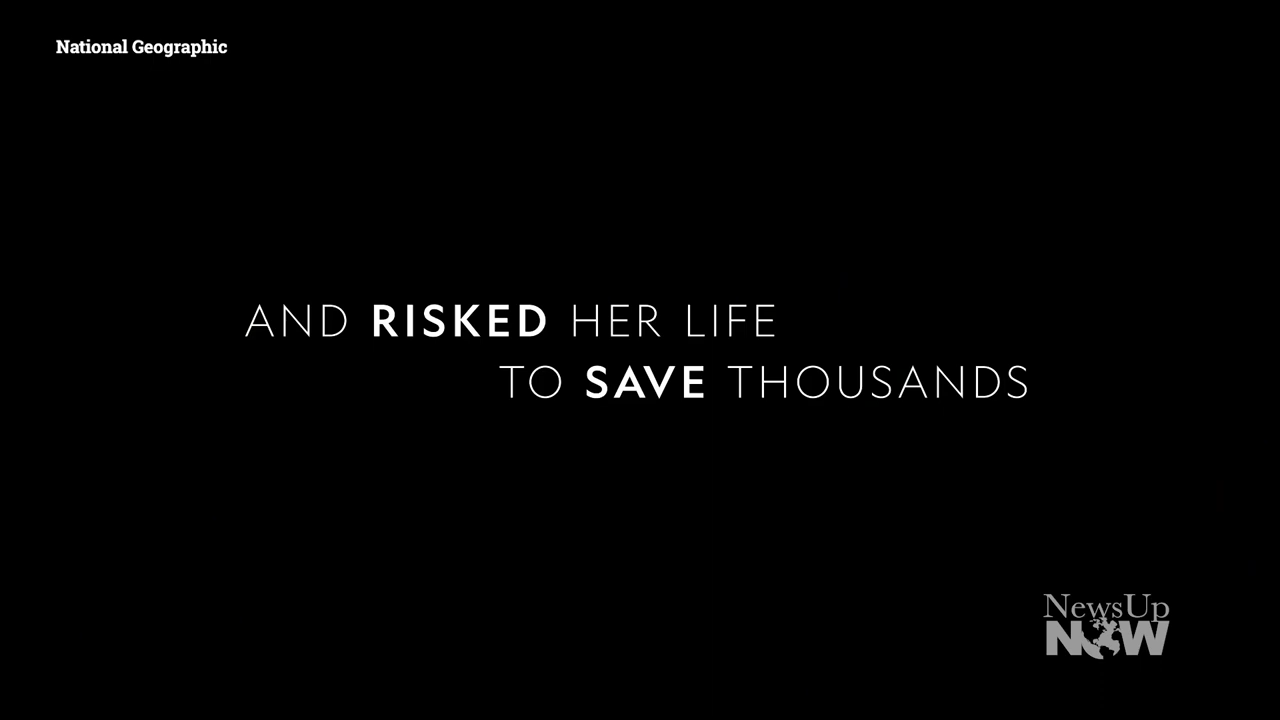 National Geographic
AND RISKED HER LIFE
TO SAVE THOUSANDS
NewsUp
NOW